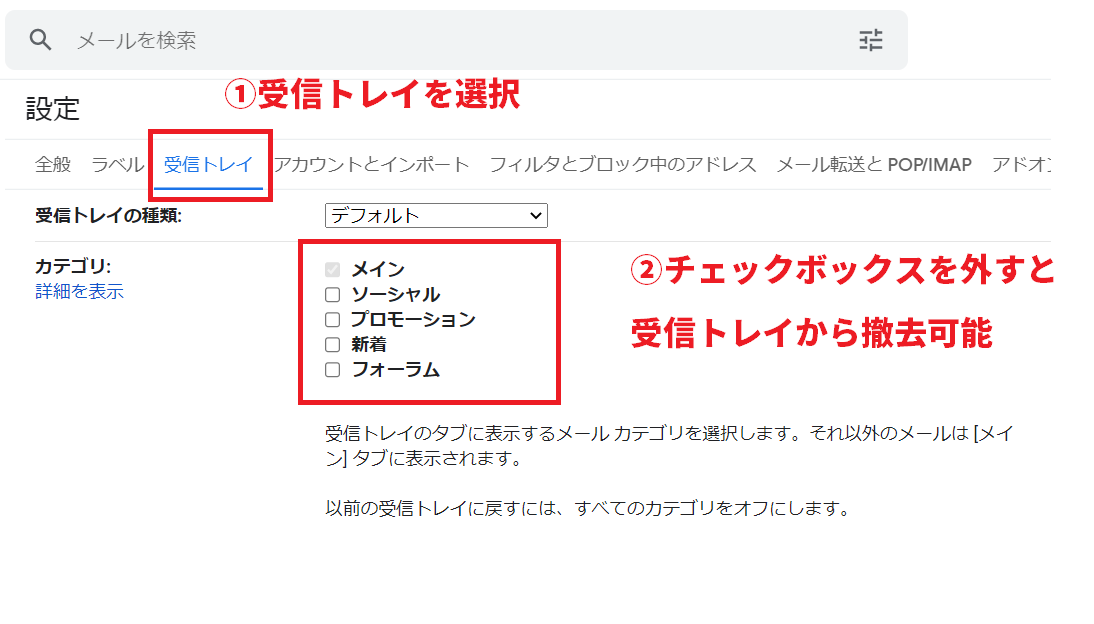 メールを検索
①受信トレイを選択
設定
全般 ラベル 受信トレイ アカウントとインポート フィルタとブロック中のアドレス メール転送と POP/IMAP アドオン
受信トレイの種類: デフォルト
カテゴリ:
詳細を表示
メイン
ソーシャル
プロモーション
新着
フォーラム
②チェックボックスを外すと
受信トレイから撤去可能
受信トレイのタブに表示するメール カテゴリを選択します。それ以外のメールは [メイ
ン] タブに表示されます。
以前の受信トレイに戻すには、すべてのカテゴリをオフにします。